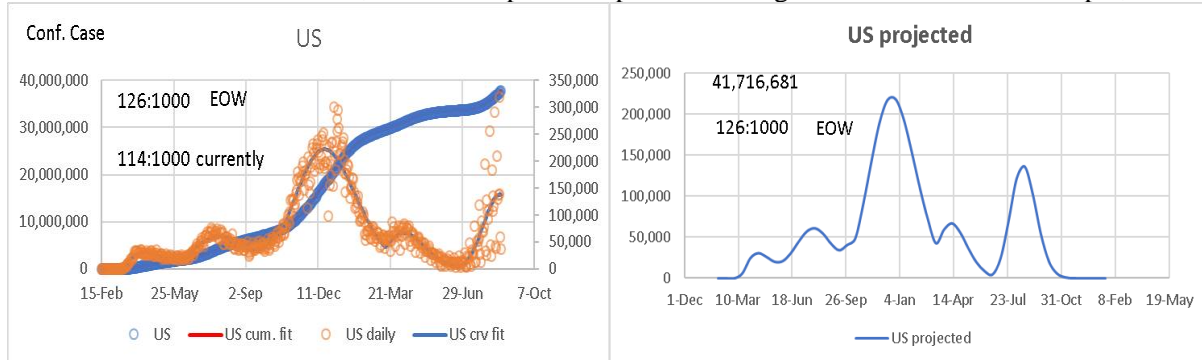 Conf. Case
US
40,000,000
30,000,000
20,000,000
10,000,000
0
126:1000 EOW
114:1000 currently
350,000
300,000
250,000
200,000
150,000
100,000
50,000
0
15-Feb 25-May 2-Sep 11-Dec 21-Mar 29-Jun 7-Oct
US US cum. fit US daily US crv fit
US projected
250,000
200,000
150,000
100,000
50,000
0
41,716,681
126:1000 EOW
1-Dec 10-Mar 18-Jun 26-Sep 4-Jan 14-Apr 23-Jul 31-Oct 8-Feb 19-May
US projected